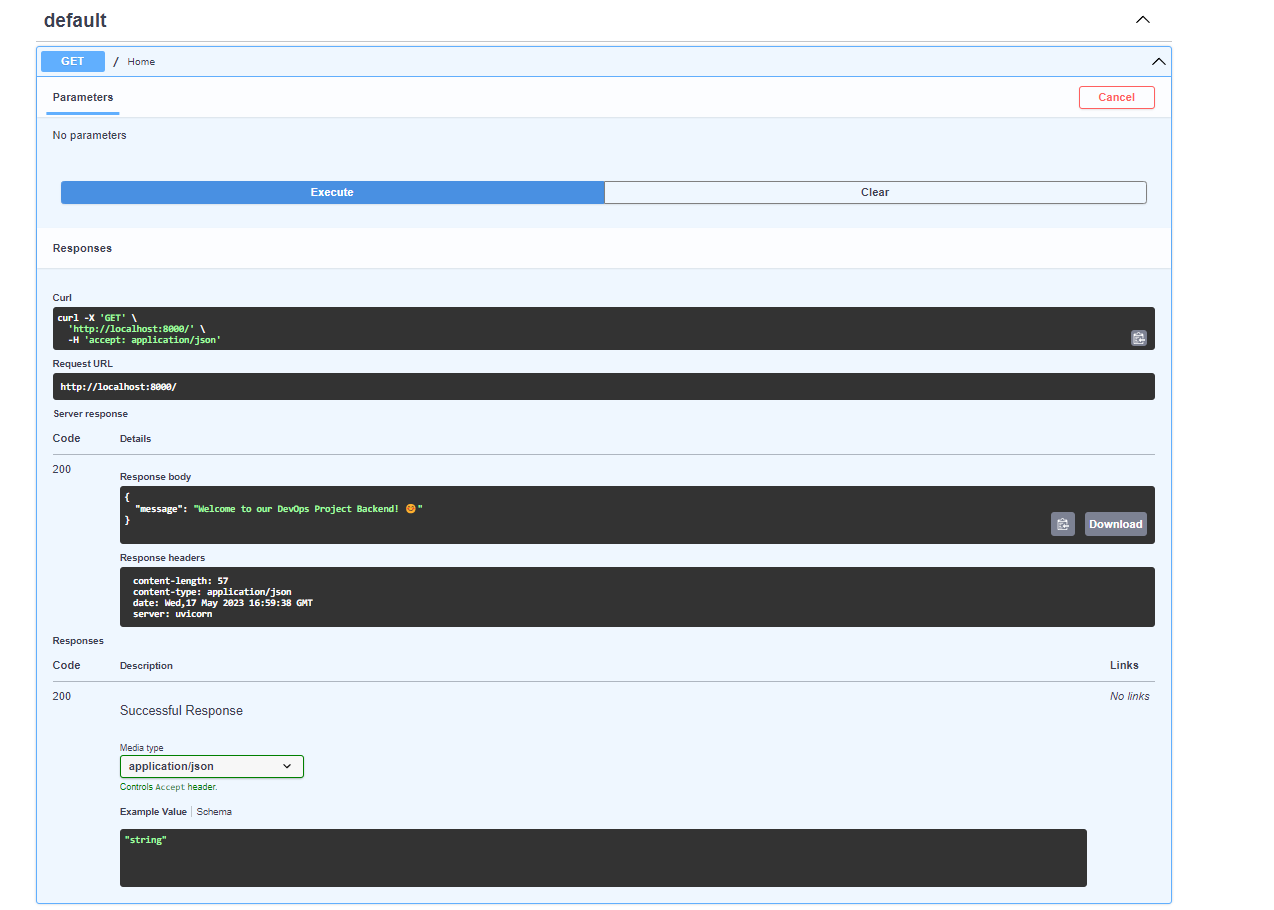 default
GET / Home
Parameters
Cancel
No parameters
Execute
Clear
Responses
Curl
curl -X 'GET' \
'http://localhost:8000/' \
-H 'accept: application/json'
Request URL
http://localhost:8000/
Server response
Code Details
200
Response body
{
"message": "Welcome to our DevOps Project Backend! 😊"
}
Download
Response headers
content-length: 57
content-type: application/json
date: Wed,17 May 2023 16:59:38 GMT
server: uvicorn
Responses
Code Description Links
200
No links
Successful Response
Media type
application/json
Controls Accept header.
Example Value Schema
"string"